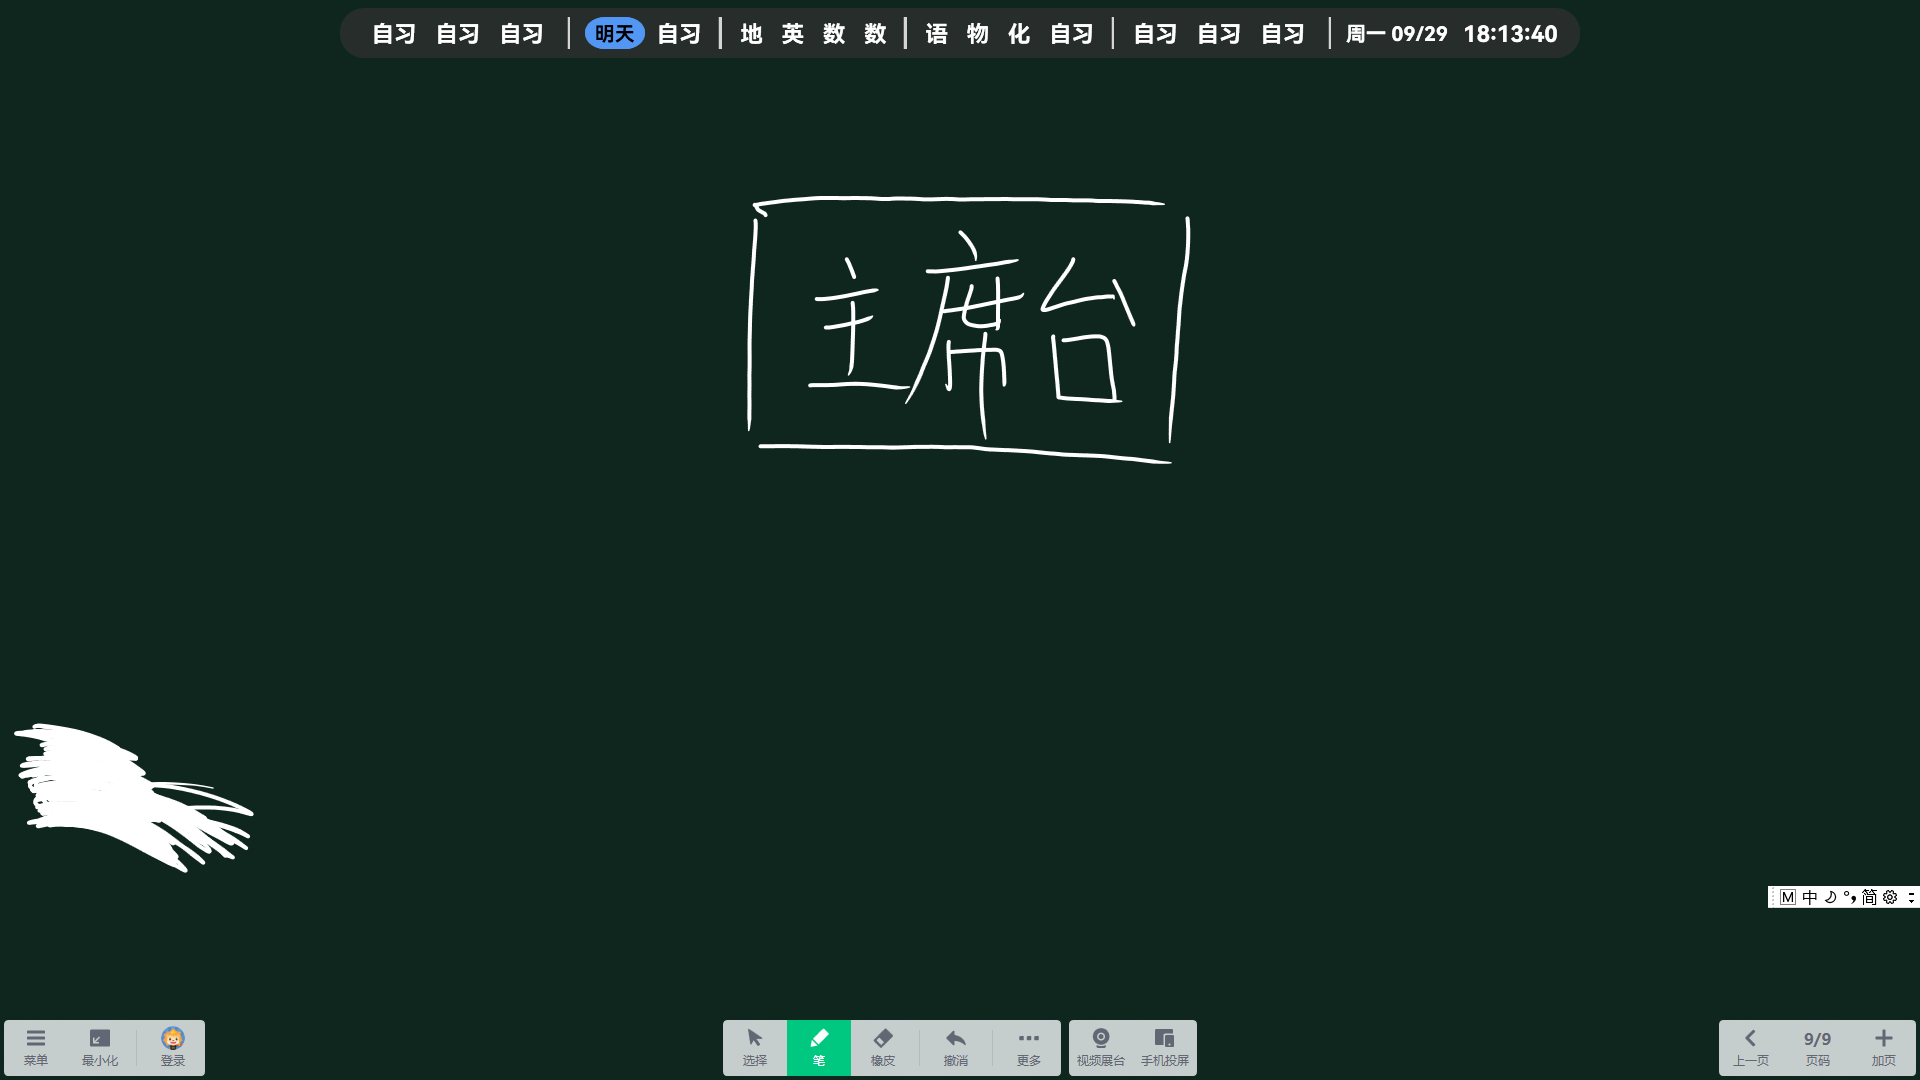 自习 自习 自习 | 明天 自习 | 地 英 数 数 | 语 物 化 自习 | 自习 自习 自习 | 周一 09/29 18:13:40
主席台
M 中 简
菜单 最小化 登录 选择 笔 橡皮 撤消 更多 视频展台 手机投屏 上一页 9/9 页码 加页